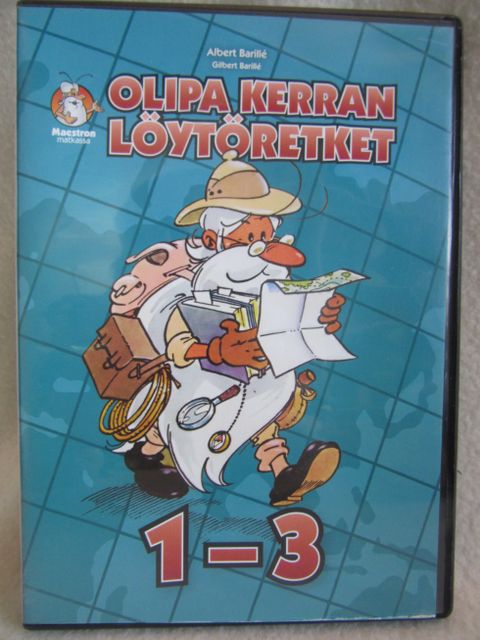 Albert Barillé
Gilbert Barillé
Maestron
matkassa
OLIPA KERRAN
LÖYTÖRETKET
1–3